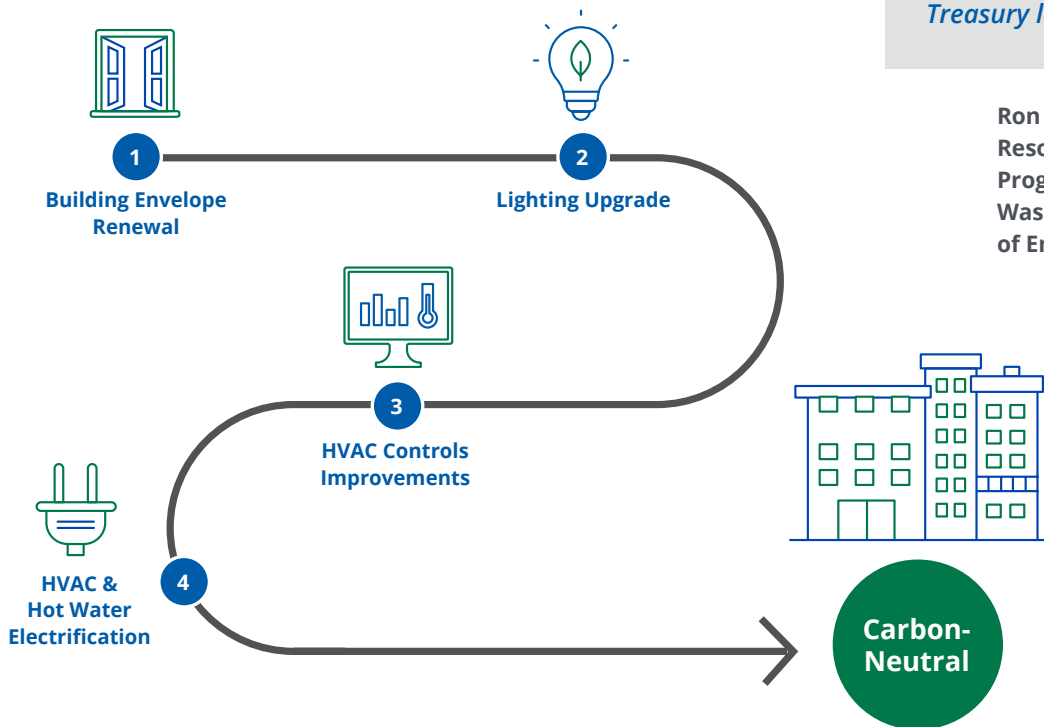 Treasury
Ron
Reso
Prog
Was
of En
1
Building Envelope
Renewal
2
Lighting Upgrade
3
HVAC Controls
Improvements
HVAC &
Hot Water
Electrification
4
Carbon-
Neutral